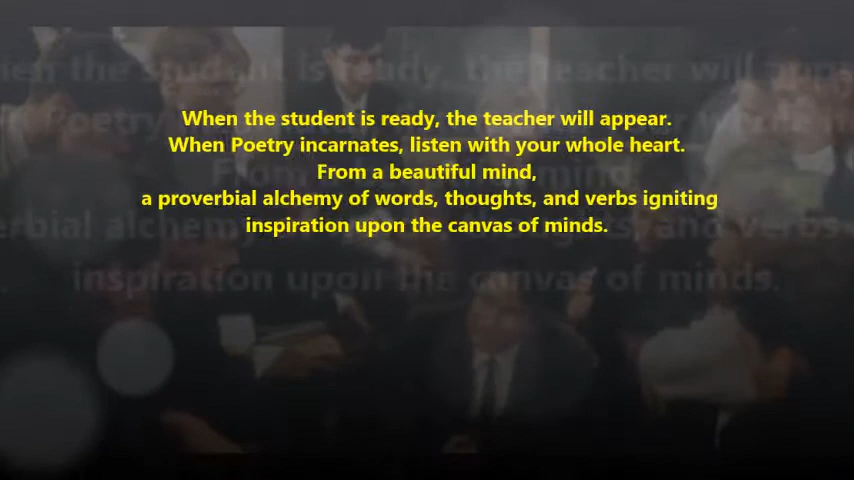 When the student is ready, the teacher will appear.
When Poetry incarnates, listen with your whole heart.
From a beautiful mind,
a proverbial alchemy of words, thoughts, and verbs igniting
inspiration upon the canvas of minds.